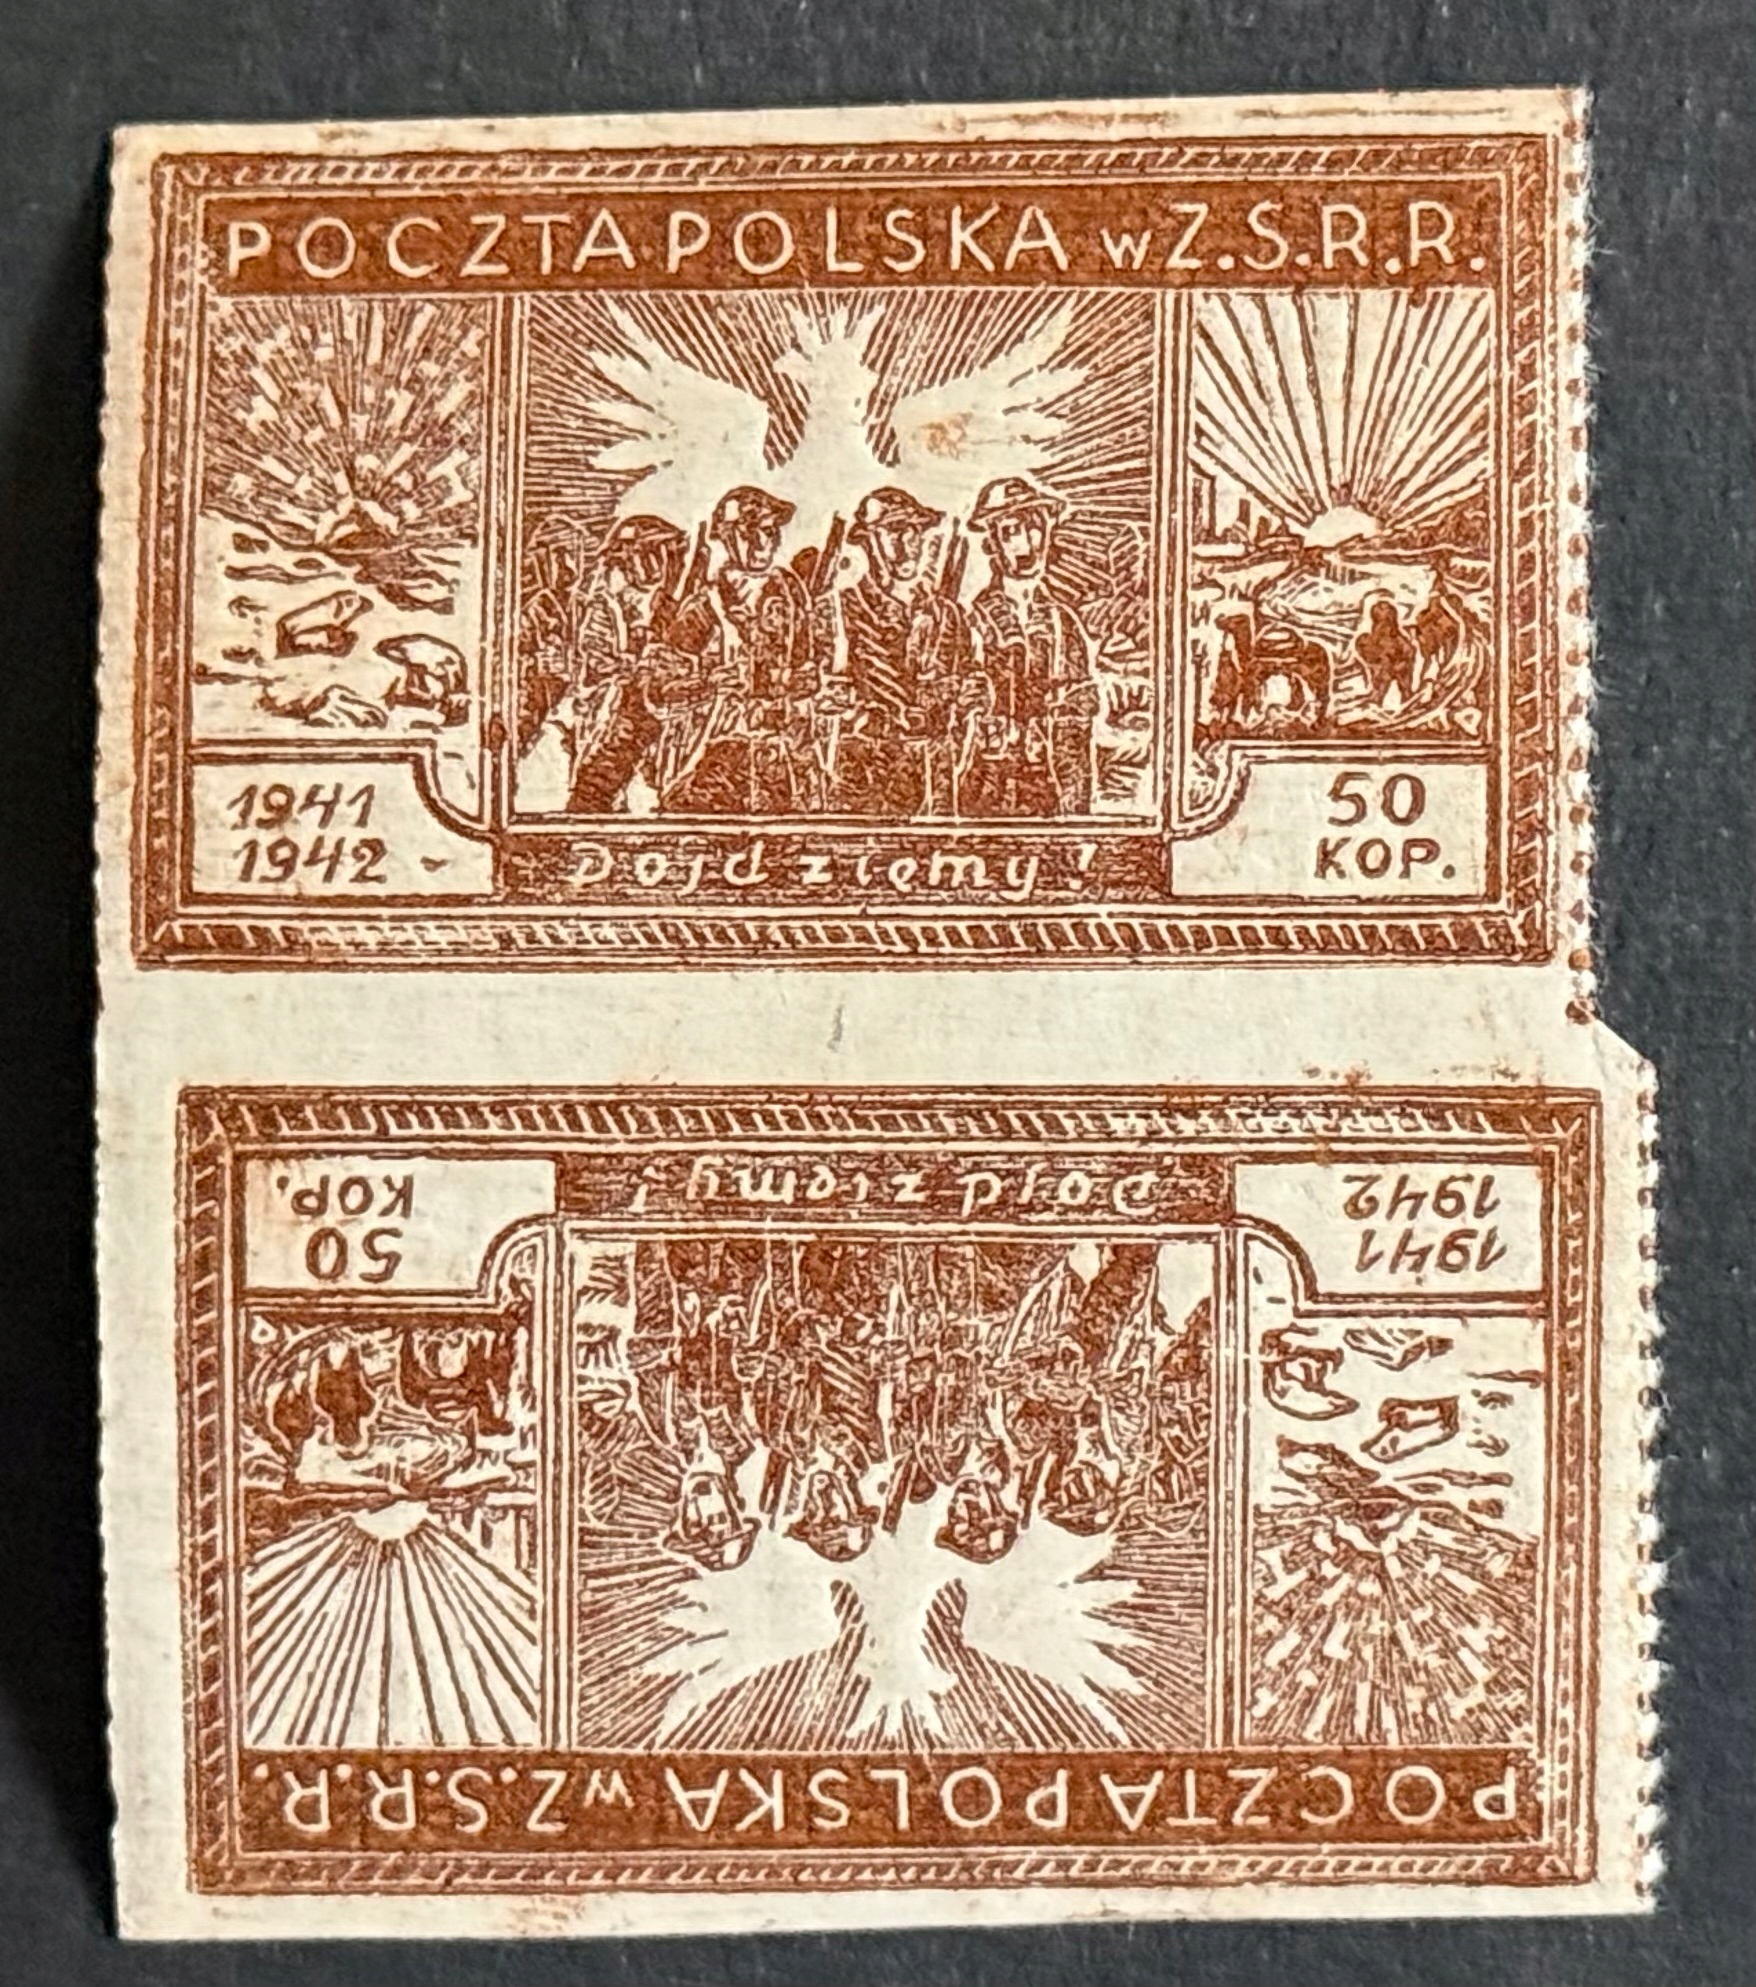 POCZTA POLSKA w Z.S.R.R.
1941
1942
50
KOP.
Dojdziemy!
POCZTA POLSKA w Z.S.R.R.
1941
1942
50
KOP.
Dojdziemy!